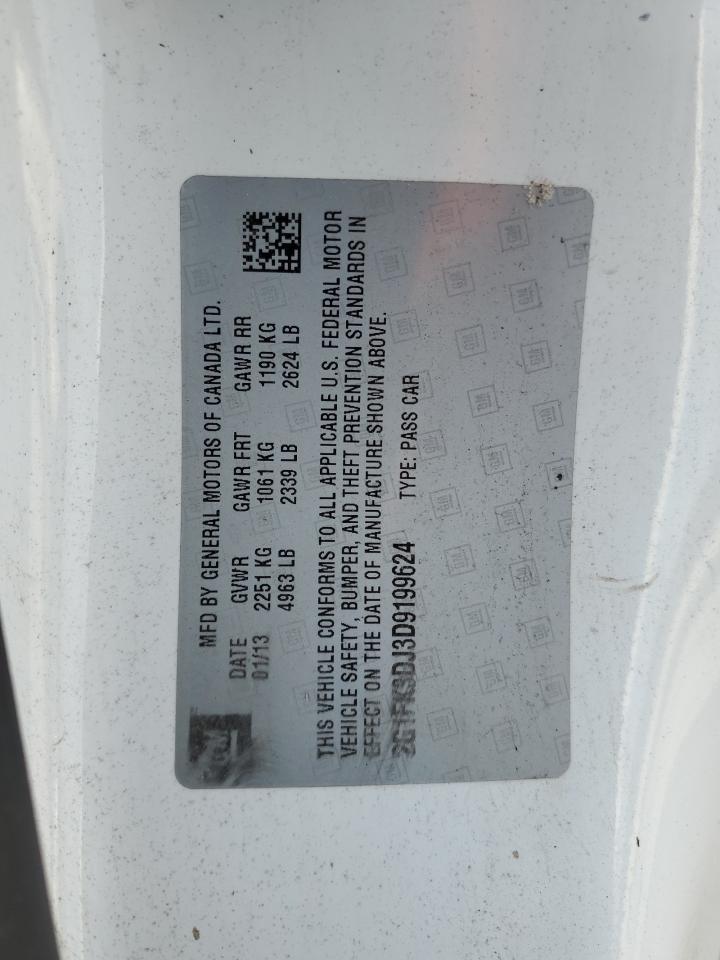 MFD BY GENERAL MOTORS OF CANADA LTD.
DATE GVWR GAWR FRT GAWR RR
01/13 2251 KG 1061 KG 1190 KG
4963 LB 2339 LB 2624 LB
THIS VEHICLE CONFORMS TO ALL APPLICABLE U.S. FEDERAL MOTOR
VEHICLE SAFETY, BUMPER, AND THEFT PREVENTION STANDARDS IN
EFFECT ON THE DATE OF MANUFACTURE SHOWN ABOVE.
TYPE: PASS CAR